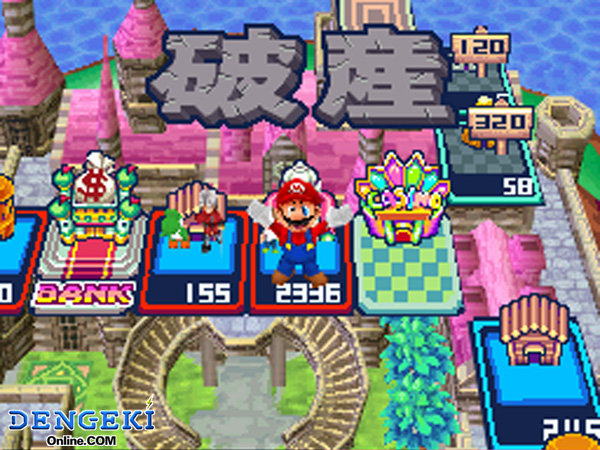 破産
120
320
CASINO
58
BANK
155
2336
DENGEKI
Online.COM